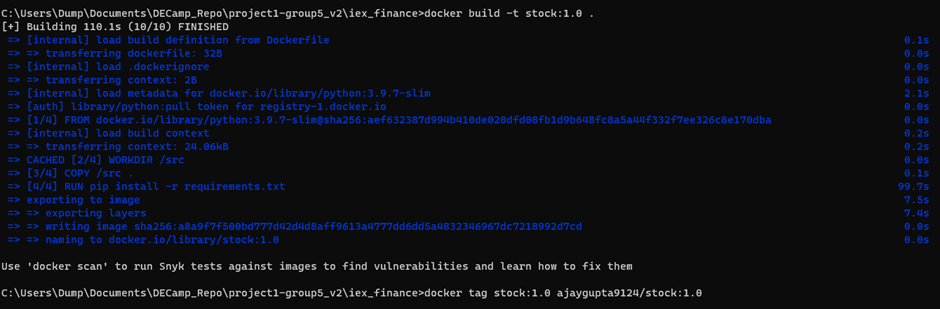 C:\Users\Dump\Documents\DECamp_Repo\project1-group5_v2\iex_finance>docker build -t stock:1.0 .
[+] Building 110.1s (10/10) FINISHED
=> [internal] load build definition from Dockerfile 0.1s
=> => transferring dockerfile: 32B 0.0s
=> [internal] load .dockerignore 0.0s
=> => transferring context: 2B 0.0s
=> [internal] load metadata for docker.io/library/python:3.9.7-slim 2.1s
=> [auth] library/python:pull token for registry-1.docker.io 0.0s
=> [1/4] FROM docker.io/library/python:3.9.7-slim@sha256:aef632387d994b410de020dfd08fb1d9b648fc8a5a44f332f7ee326c8e170dba 0.0s
=> [internal] load build context 0.2s
=> => transferring context: 24.06kB 0.2s
=> CACHED [2/4] WORKDIR /src 0.0s
=> [3/4] COPY /src . 0.1s
=> [4/4] RUN pip install -r requirements.txt 99.7s
=> exporting to image 7.5s
=> => exporting layers 7.4s
=> => writing image sha256:a8a9f7f500bd777d42d4d8aff9613a4777dd6dd5a4832346967dc7218992d7cd 0.0s
=> => naming to docker.io/library/stock:1.0 0.0s
Use 'docker scan' to run Snyk tests against images to find vulnerabilities and learn how to fix them
C:\Users\Dump\Documents\DECamp_Repo\project1-group5_v2\iex_finance>docker tag stock:1.0 ajaygupta9124/stock:1.0